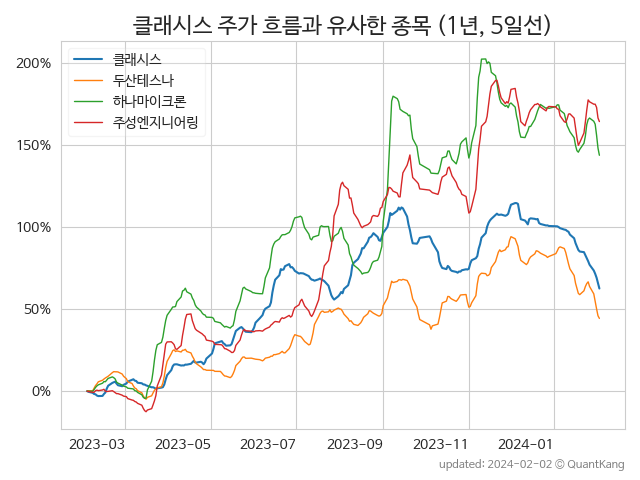 클래시스 주가 흐름과 유사한 종목 (1년, 5일선)
클래시스
두산테스나
하나마이크론
주성엔지니어링
200%
150%
100%
50%
0%
2023-03 2023-05 2023-07 2023-09 2023-11 2024-01
updated: 2024-02-02 © QuantKang